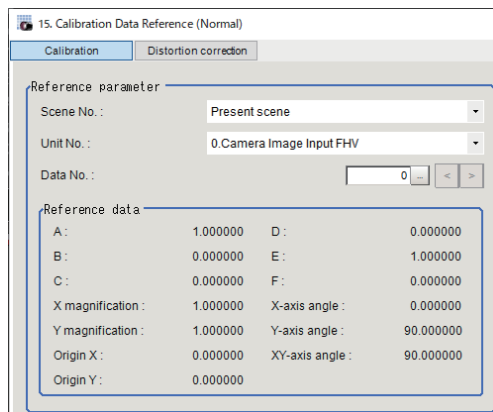 15. Calibration Data Reference (Normal)
Calibration Distortion correction
Reference parameter
Scene No. : Present scene
Unit No. : 0.Camera Image Input FHV
Data No. : 0 ... < >
Reference data
A : 1.000000 D : 0.000000
B : 0.000000 E : 1.000000
C : 0.000000 F : 0.000000
X magnification : 1.000000 X-axis angle : 0.000000
Y magnification : 1.000000 Y-axis angle : 90.000000
Origin X : 0.000000 XY-axis angle : 90.000000
Origin Y : 0.000000